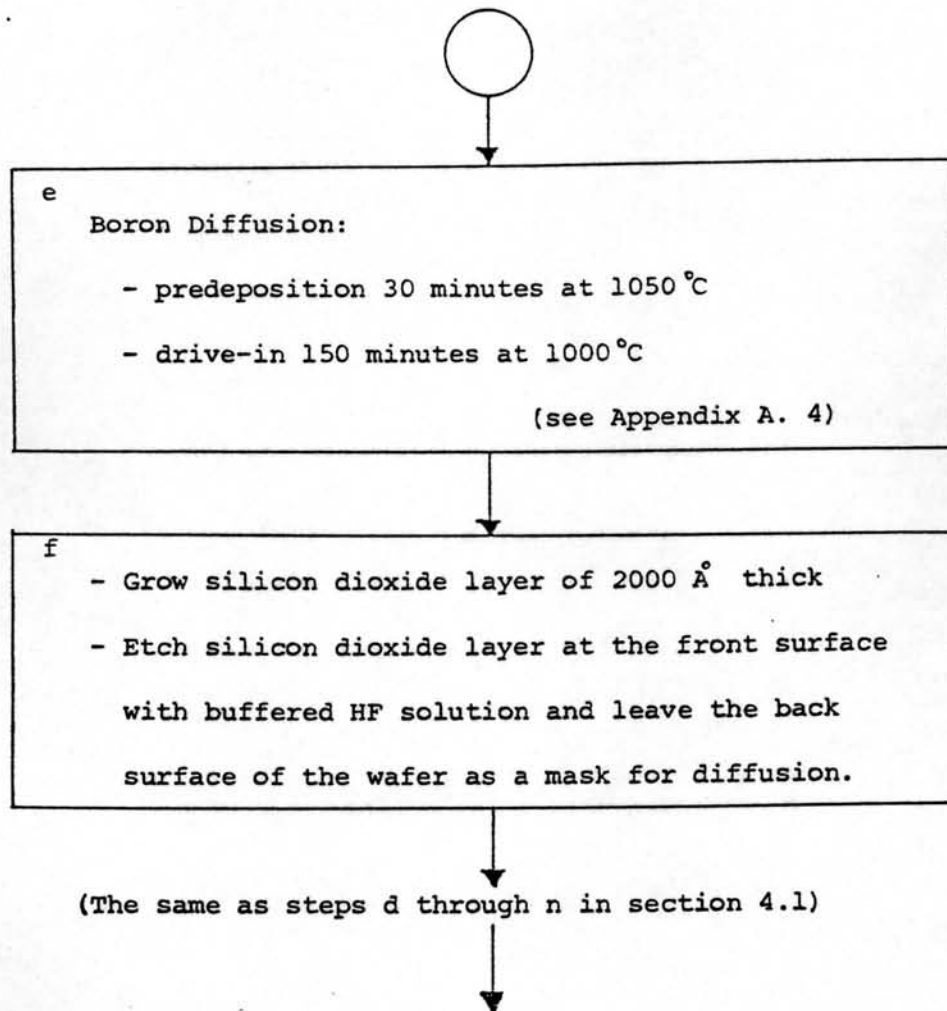 e
Boron Diffusion:
- predeposition 30 minutes at 1050°C
- drive-in 150 minutes at 1000°C
(see Appendix A. 4)
f
- Grow silicon dioxide layer of 2000 Å thick
- Etch silicon dioxide layer at the front surface
with buffered HF solution and leave the back
surface of the wafer as a mask for diffusion.
(The same as steps d through n in section 4.1)